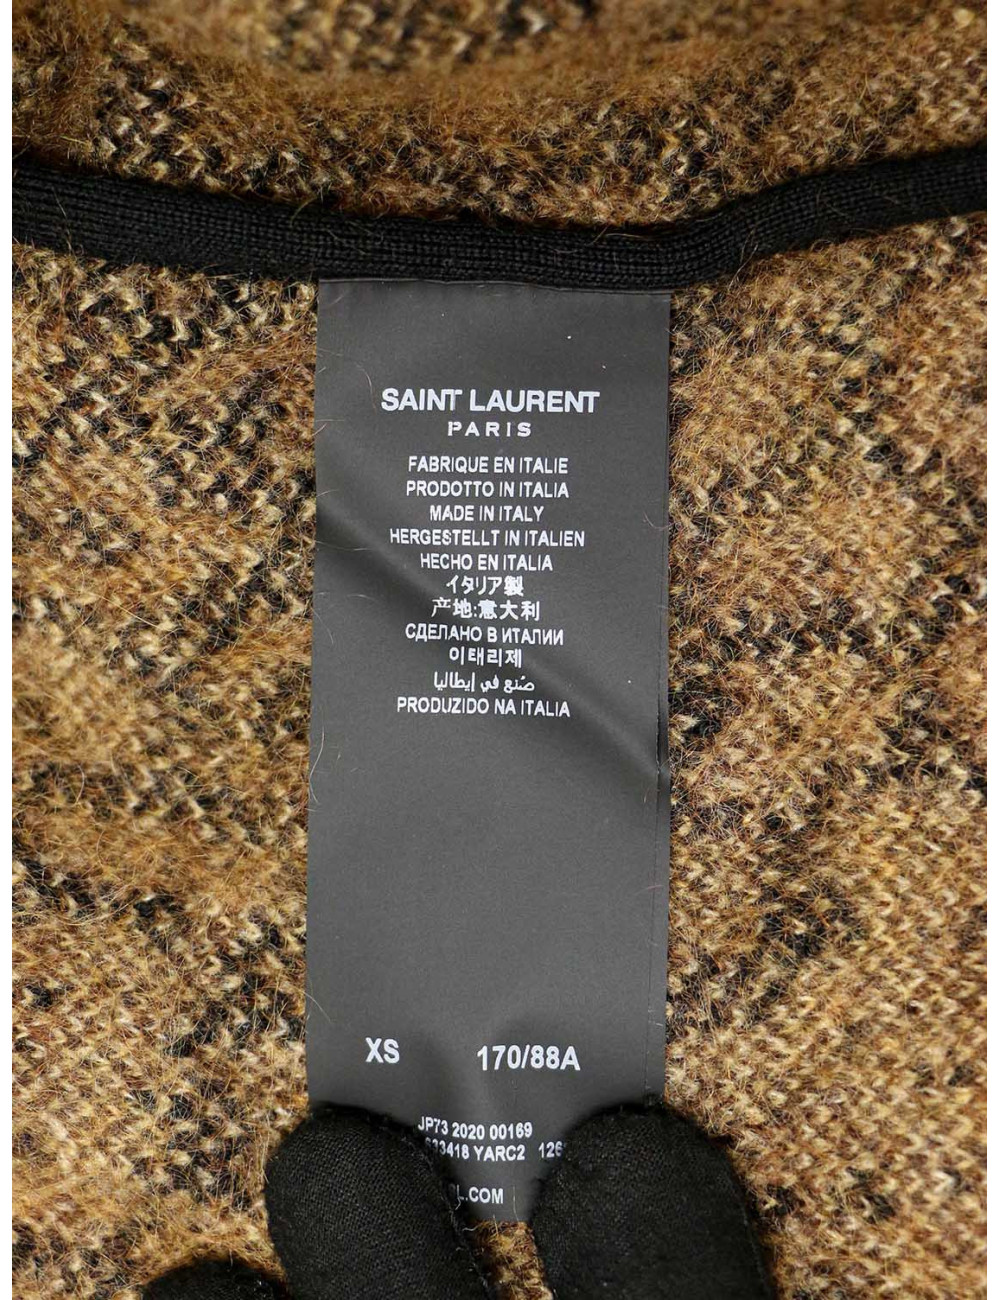 SAINT LAURENT
PARIS
FABRIQUE EN ITALIE
PRODOTTO IN ITALIA
MADE IN ITALY
HERGESTELLT IN ITALIEN
HECHO EN ITALIA
イタリア製
产地:意大利
СДЕЛАНО В ИТАЛИИ
이태리제
صُنع في إيطاليا
PRODUZIDO NA ITALIA
XS 170/88A
JP73 2020 00169
YARC2